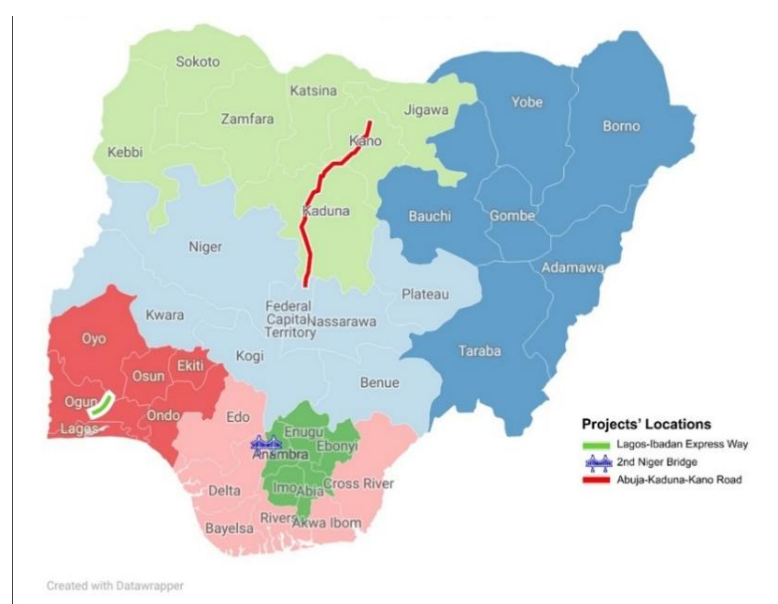 Sokoto
Katsina
Jigawa
Yobe
Borno
Zamfara
Kano
Kebbi
Kaduna
Bauchi
Gombe
Niger
Adamawa
Plateau
Federal
Capital
Territory
Nassarawa
Kwara
Oyo
Taraba
Kogi
Benue
Ekiti
Osun
Ogun
Ondo
Edo
Lagos
Enugu
Ebonyi
Anambra
Imo
Abia
Cross River
Delta
Rivers
Akwa Ibom
Bayelsa
Projects' Locations
Lagos-Ibadan Express Way
2nd Niger Bridge
Abuja-Kaduna-Kano Road
Created with Datawrapper